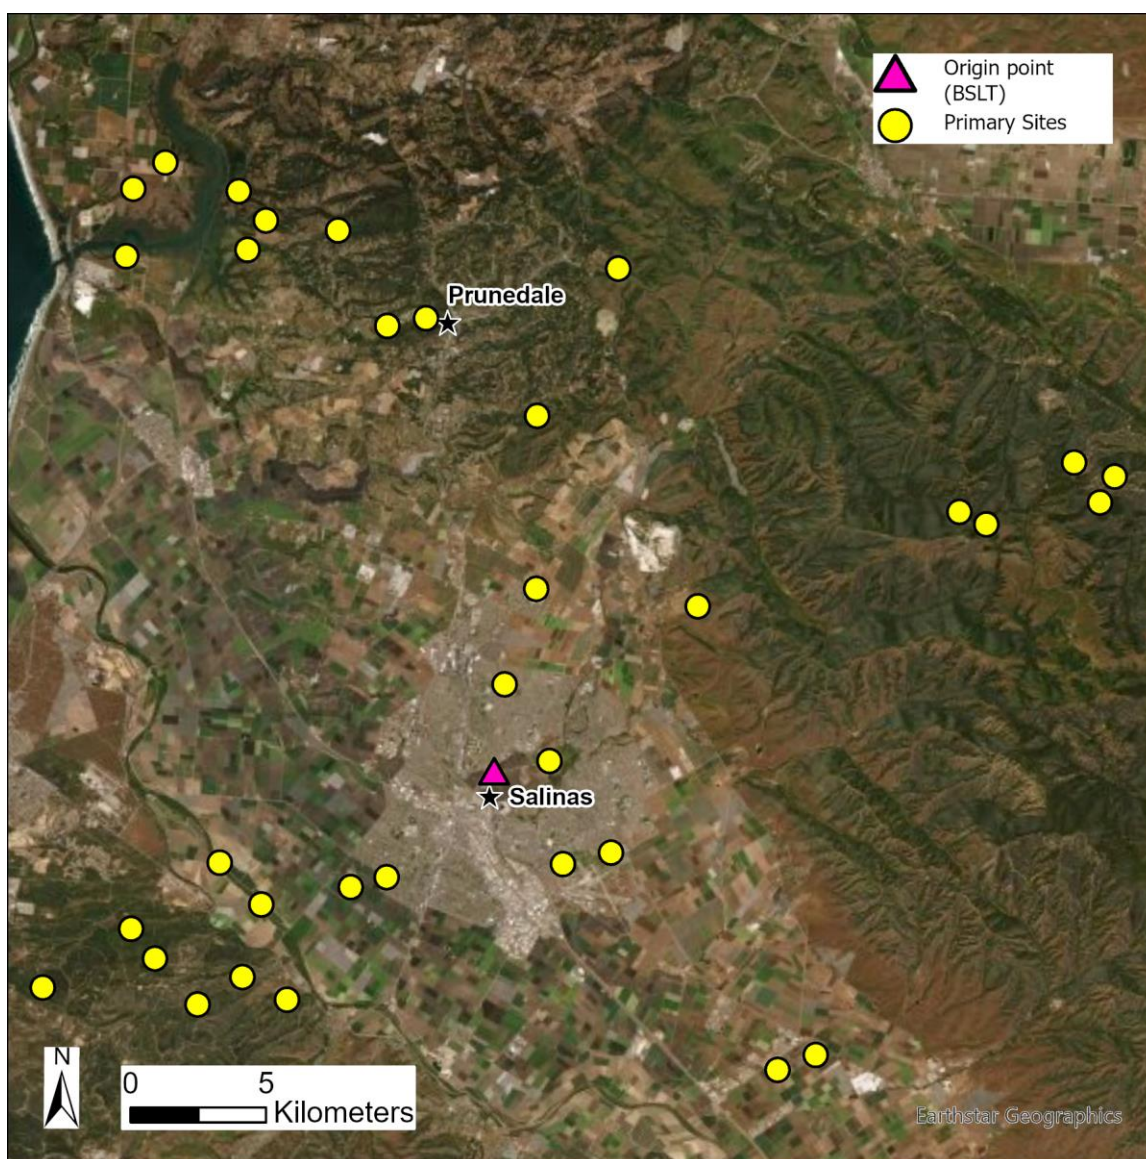 Origin point
(BSLT)
Primary Sites
Prunedale
Salinas
N
0 5
Kilometers
Earthstar Geographics